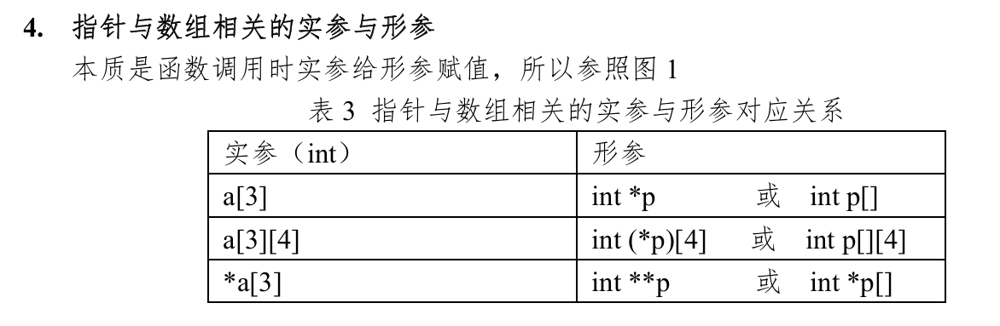 4. 指针与数组相关的实参与形参
本质是函数调用时实参给形参赋值，所以参照图 1
表 3 指针与数组相关的实参与形参对应关系
实参（int） 形参
a[3] int *p 或 int p[]
a[3][4] int (*p)[4] 或 int p[][4]
*a[3] int **p 或 int *p[]